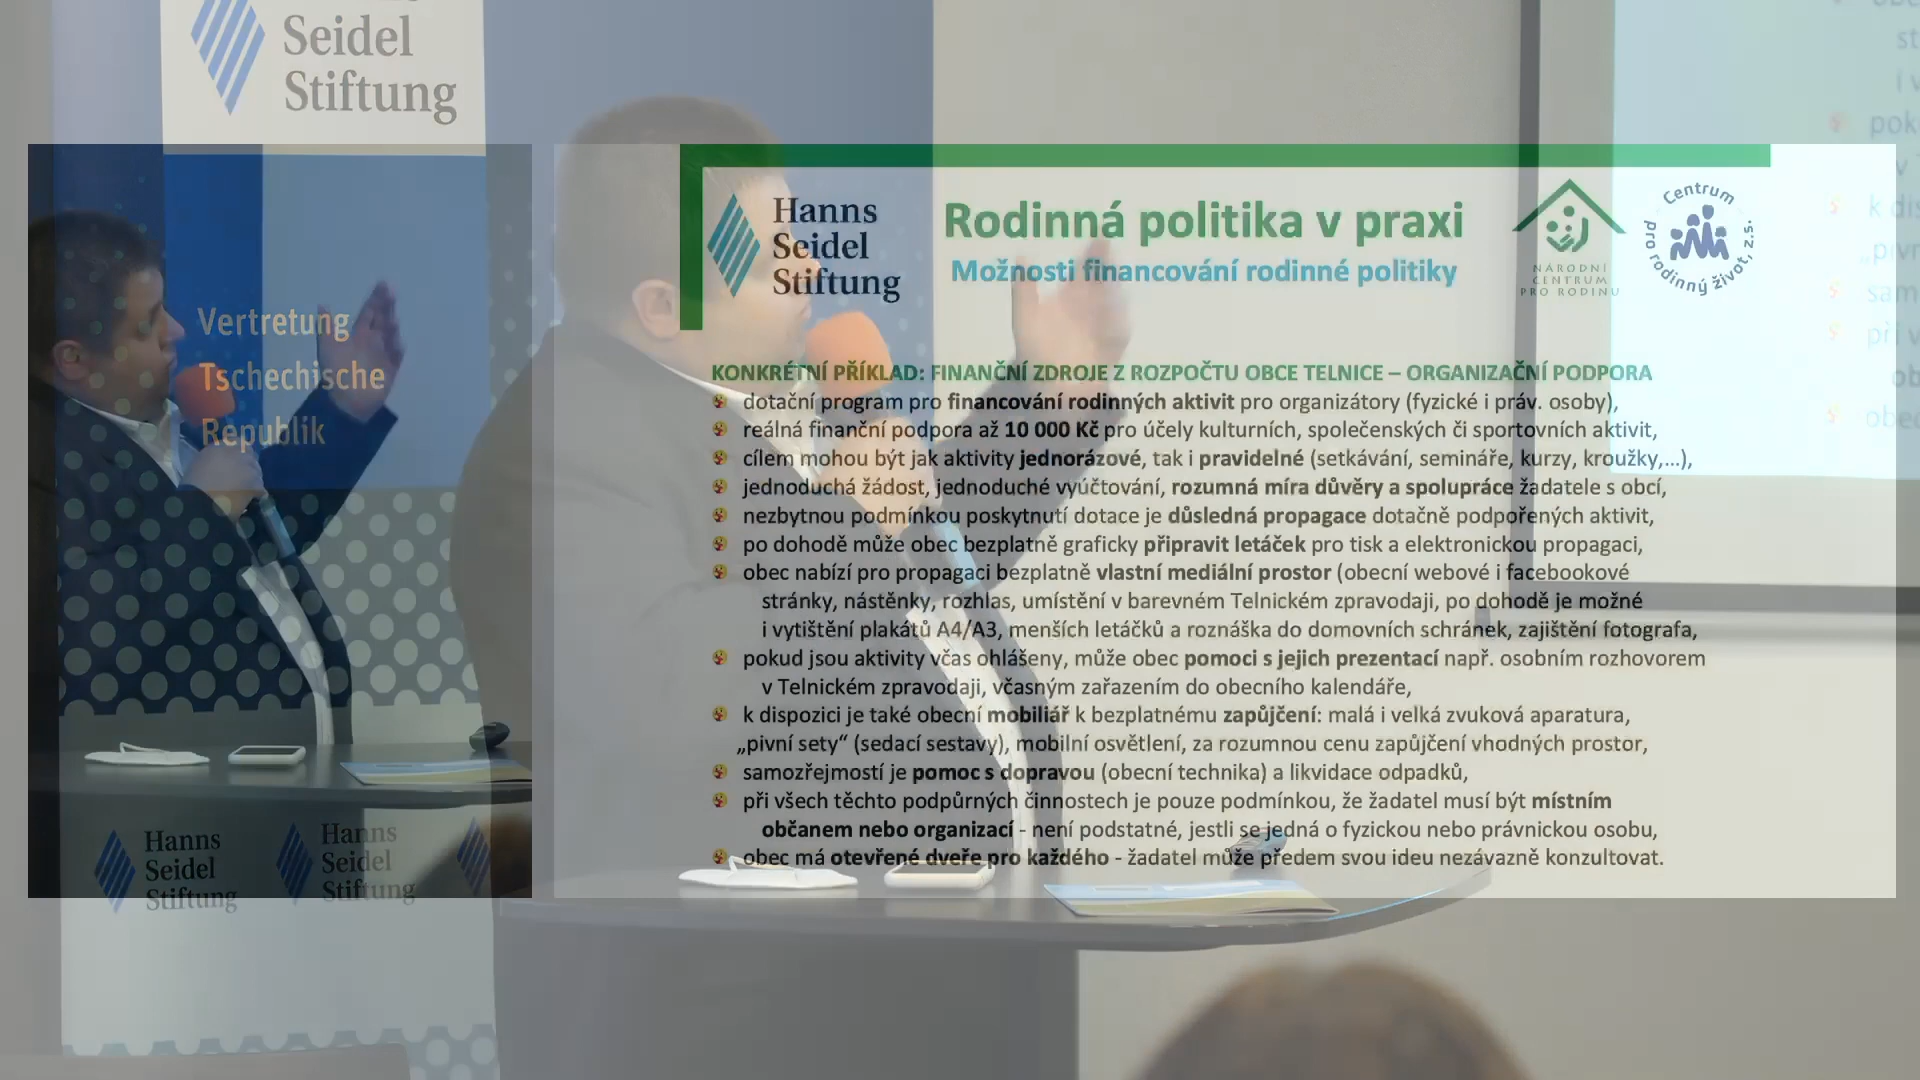 Seidel
Stiftung
Vertretung
Tschechische
Republik
Hanns
Seidel
Stiftung
Hanns
Seidel
Stiftung
Hanns
Seidel
Stiftung
Rodinná politika v praxi
Možnosti financování rodinné politiky
NÁRODNÍ
CENTRUM
PRO RODINU
Centrum
pro rodinný život, z.s.
KONKRÉTNÍ PŘÍKLAD: FINANČNÍ ZDROJE Z ROZPOČTU OBCE TELNICE – ORGANIZAČNÍ PODPORA
dotační program pro financování rodinných aktivit pro organizátory (fyzické i práv. osoby),
reálná finanční podpora až 10 000 Kč pro účely kulturních, společenských či sportovních aktivit,
cílem mohou být jak aktivity jednorázové, tak i pravidelné (setkávání, semináře, kurzy, kroužky,...),
jednoduchá žádost, jednoduché vyúčtování, rozumná míra důvěry a spolupráce žadatele s obcí,
nezbytnou podmínkou poskytnutí dotace je důsledná propagace dotačně podpořených aktivit,
po dohodě může obec bezplatně graficky připravit letáček pro tisk a elektronickou propagaci,
obec nabízí pro propagaci bezplatně vlastní mediální prostor (obecní webové i facebookové
stránky, nástěnky, rozhlas, umístění v barevném Telnickém zpravodaji, po dohodě je možné
i vytištění plakátů A4/A3, menších letáčků a roznáška do domovních schránek, zajištění fotografa,
pokud jsou aktivity včas ohlášeny, může obec pomoci s jejich prezentací např. osobním rozhovorem
v Telnickém zpravodaji, včasným zařazením do obecního kalendáře,
k dispozici je také obecní mobiliář k bezplatnému zapůjčení: malá i velká zvuková aparatura,
„pivní sety“ (sedací sestavy), mobilní osvětlení, za rozumnou cenu zapůjčení vhodných prostor,
samozřejmostí je pomoc s dopravou (obecní technika) a likvidace odpadků,
při všech těchto podpůrných činnostech je pouze podmínkou, že žadatel musí být místním
občanem nebo organizací - není podstatné, jestli se jedná o fyzickou nebo právnickou osobu,
obec má otevřené dveře pro každého - žadatel může předem svou ideu nezávazně konzultovat.